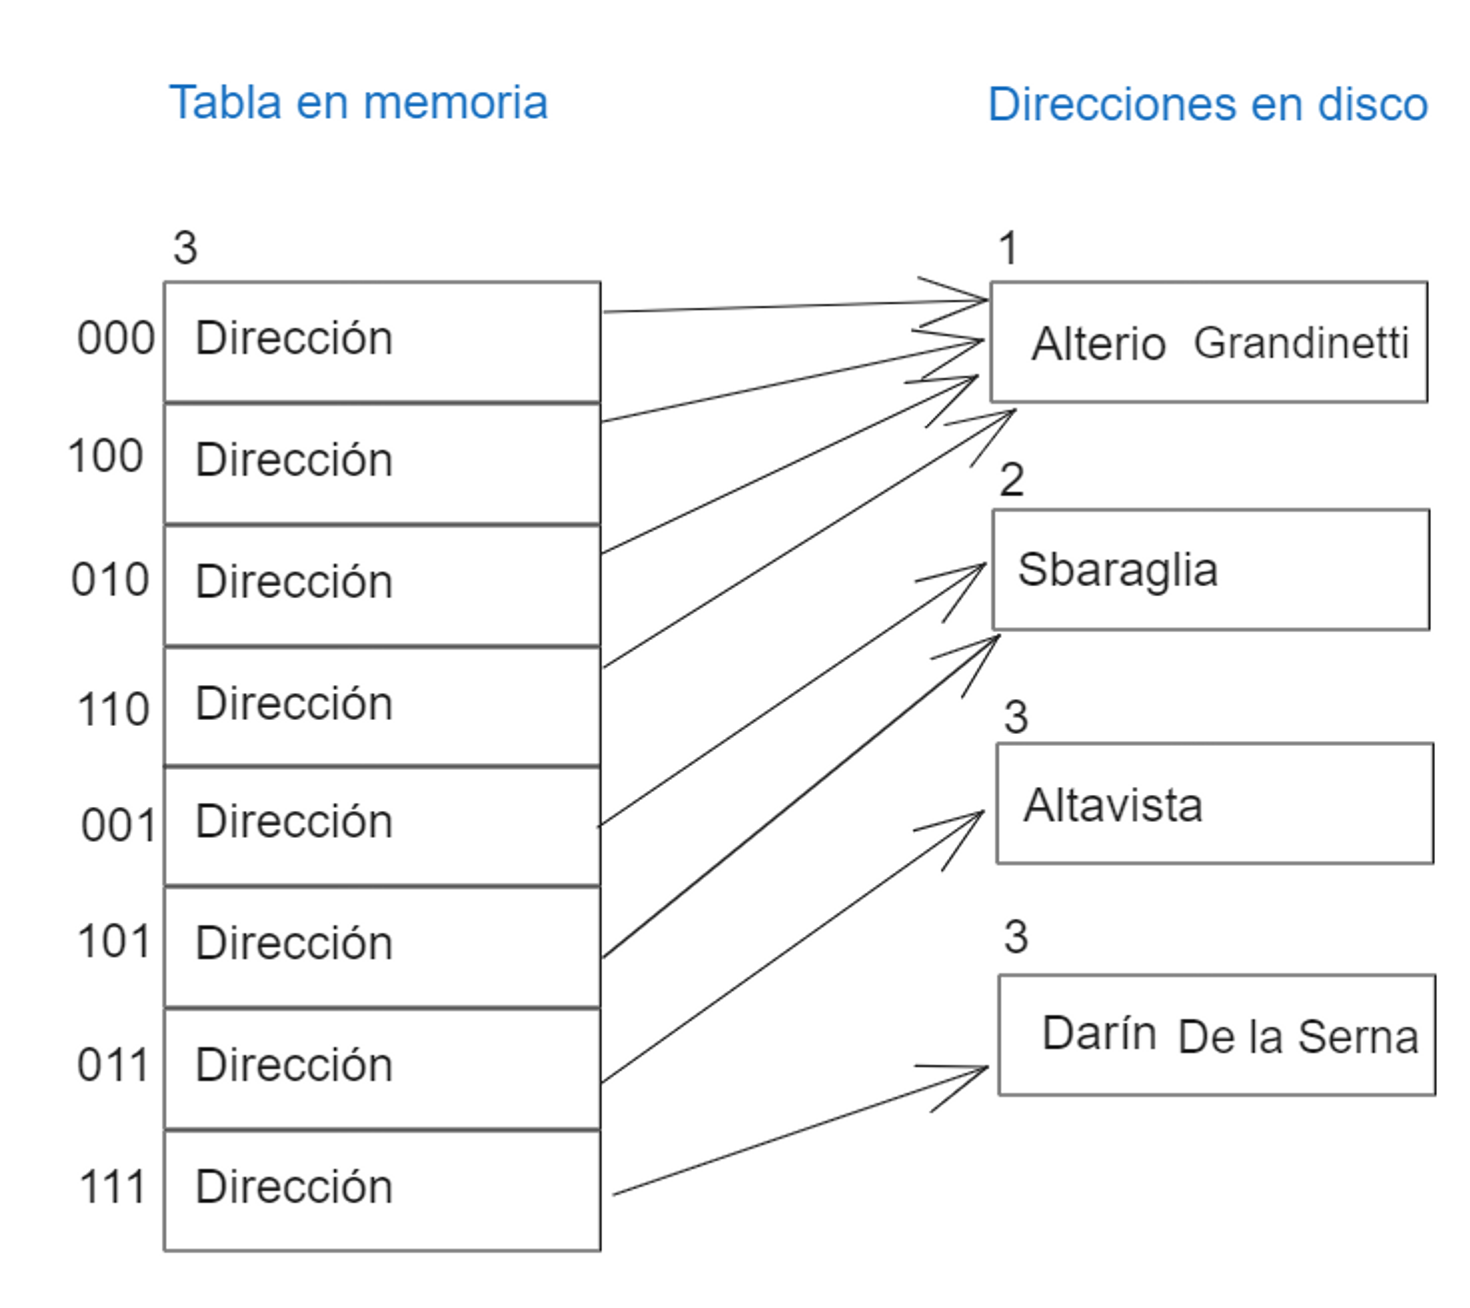 Tabla en memoria
Direcciones en disco
3
000 Dirección
100 Dirección
010 Dirección
110 Dirección
001 Dirección
101 Dirección
011 Dirección
111 Dirección
1
Alterio Grandinetti
2
Sbaraglia
3
Altavista
3
Darín De la Serna